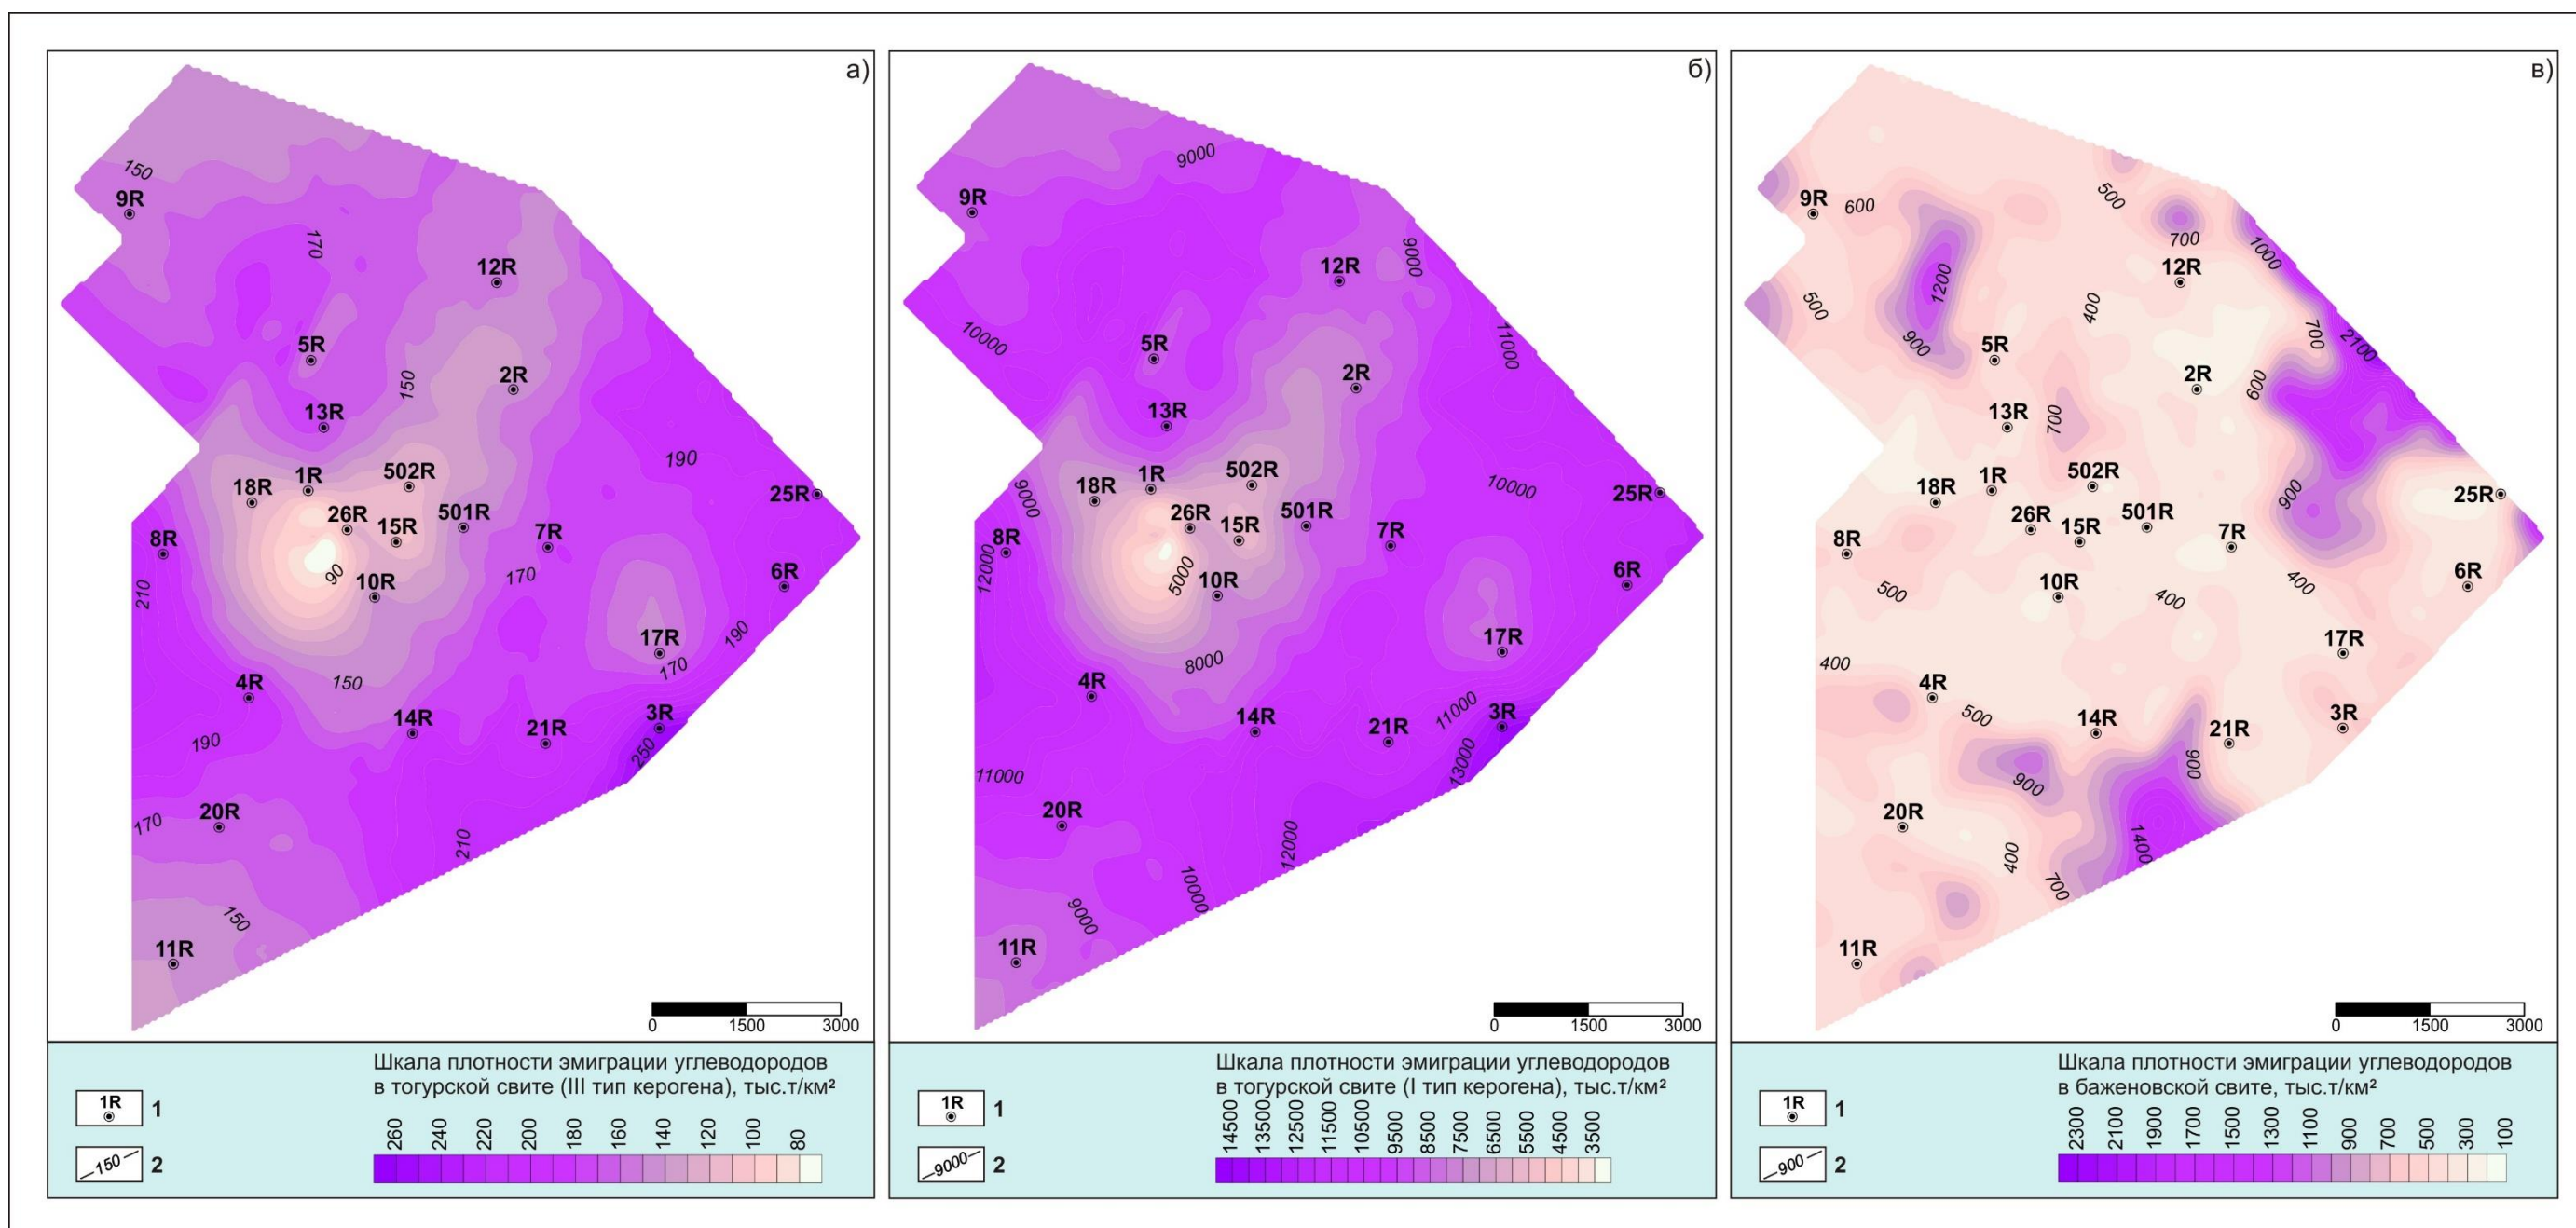 а)
150
9R
170
12R
5R
150
2R
13R
190
1R
502R
18R
25R
26R
15R
501R
7R
8R
90
10R
170
6R
210
17R
190
170
4R
150
14R
21R
3R
190
250
20R
170
210
150
11R
0 1500 3000
1R 1
150 2
Шкала плотности эмиграции углеводородов
в тогурской свите (III тип керогена), тыс.т/км²
260 240 220 200 180 160 140 120 100 80
б)
9000
9R
9000
12R
10000
11000
5R
2R
13R
1R
502R
18R
10000
25R
9000
26R
15R
501R
7R
8R
12000
5000
10R
6R
17R
8000
4R
11000
14R
21R
3R
13000
11000
20R
12000
10000
9000
11R
0 1500 3000
1R 1
9000 2
Шкала плотности эмиграции углеводородов
в тогурской свите (I тип керогена), тыс.т/км²
14500 13500 12500 11500 10500 9500 8500 7500 6500 5500 4500 3500
в)
500
9R
600
700
1000
12R
1200
500
400
700
900
5R
2100
2R
600
13R
700
1R
502R
18R
900
25R
26R
15R
501R
7R
8R
10R
400
400
6R
500
17R
400
4R
500
14R
21R
3R
900
900
20R
1400
400
700
11R
0 1500 3000
1R 1
900 2
Шкала плотности эмиграции углеводородов
в баженовской свите, тыс.т/км²
2300 2100 1900 1700 1500 1300 1100 900 700 500 300 100